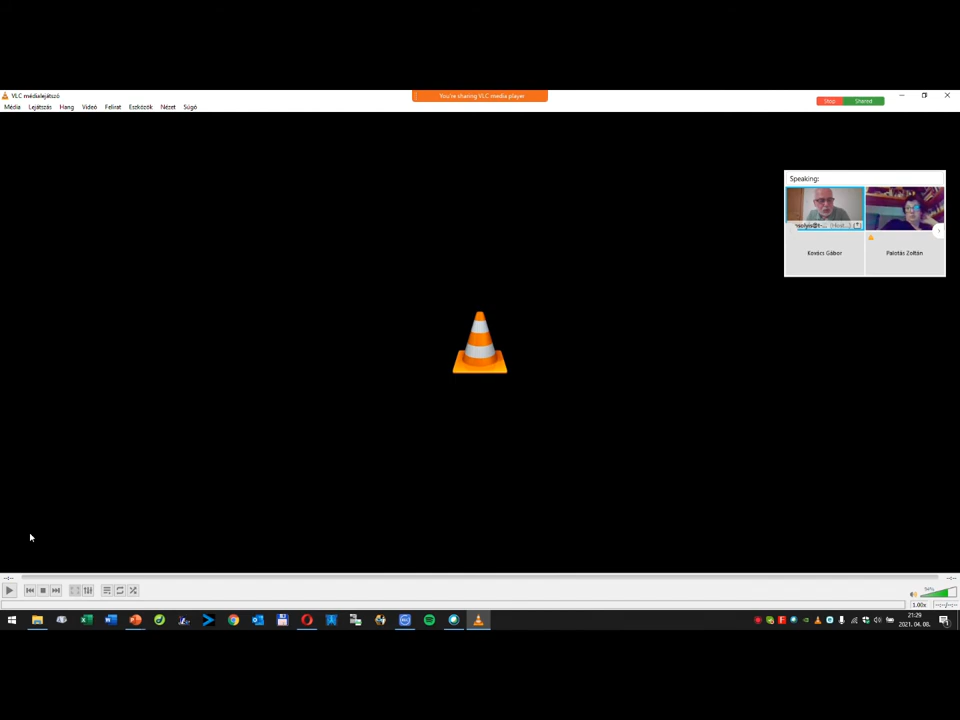 VLC médialejátszó
You're sharing VLC media player
Stop Shared
Média Lejátszás Hang Videó Felirat Eszközök Nézet Súgó
Speaking:
Kovács Gábor
Palotás Zoltán
--:--
--:--
1.00x --:--/--:--
21:29
2021. 04. 08.